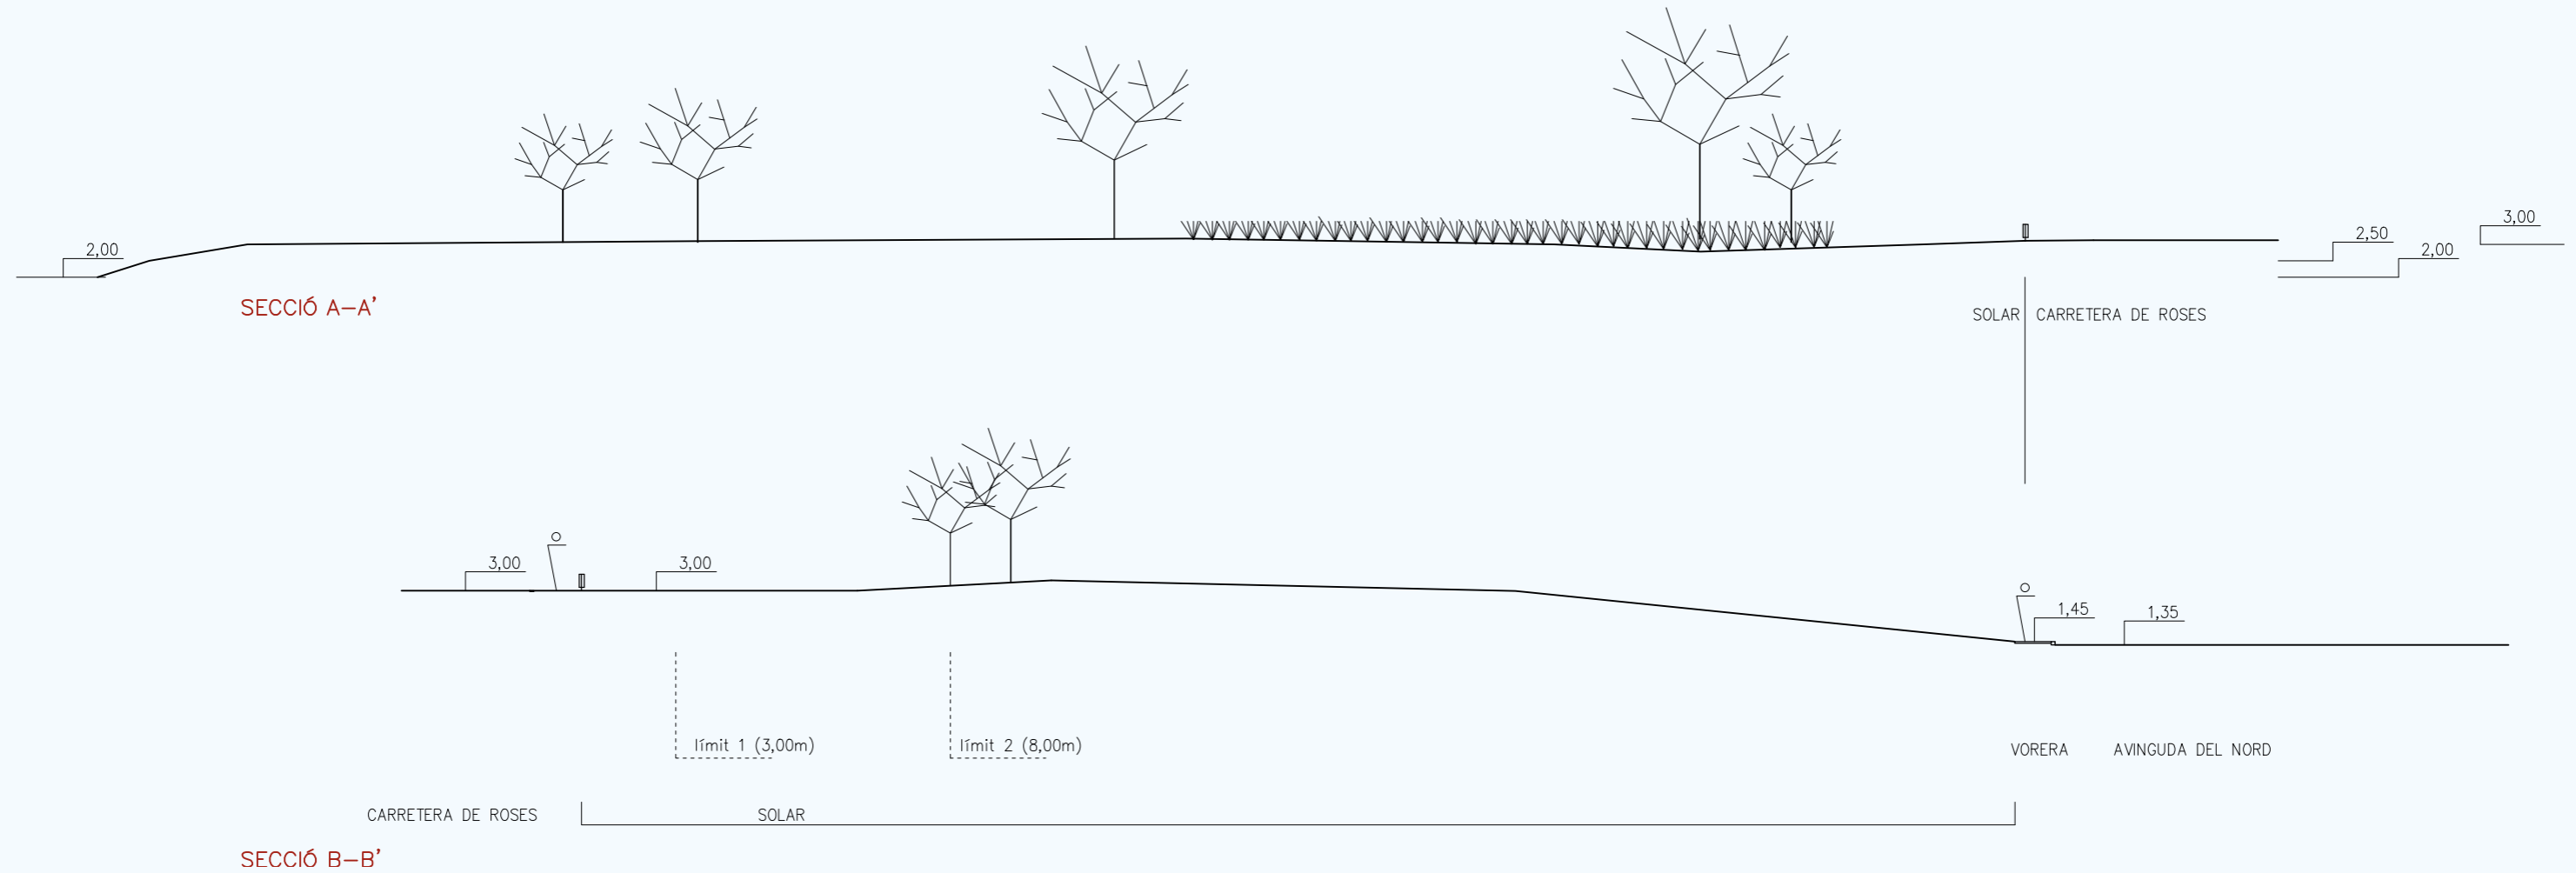 3,00
2,50
2,00
2,00
SECCIÓ A–A'
SOLAR
CARRETERA DE ROSES
3,00
3,00
1,45
1,35
límit 1 (3,00m)
límit 2 (8,00m)
VORERA
AVINGUDA DEL NORD
CARRETERA DE ROSES
SOLAR
SECCIÓ B–B'